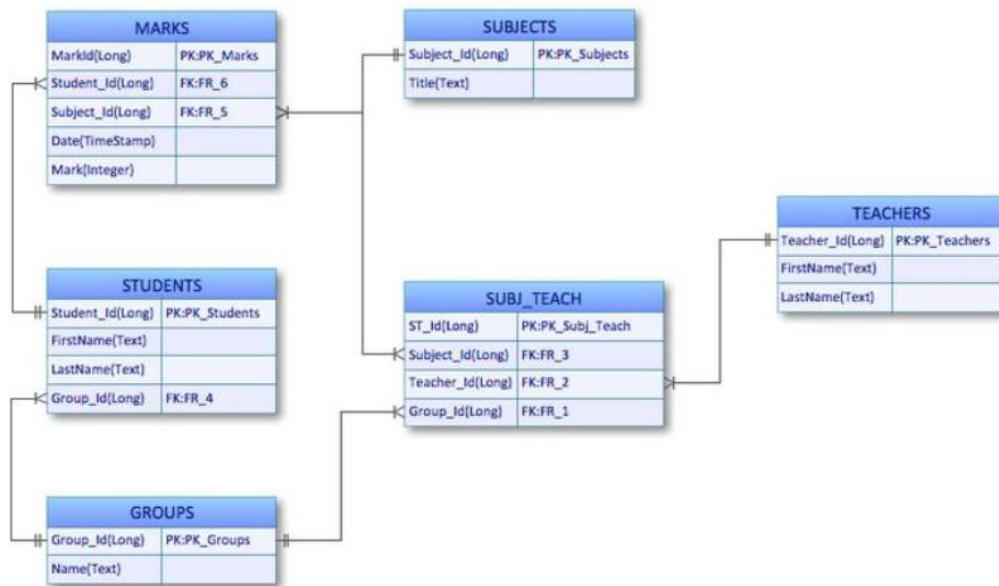 MARKS
MarkId(Long) PK:PK_Marks
Student_Id(Long) FK:FR_6
Subject_Id(Long) FK:FR_5
Date(TimeStamp)
Mark(Integer)
SUBJECTS
Subject_Id(Long) PK:PK_Subjects
Title(Text)
TEACHERS
Teacher_Id(Long) PK:PK_Teachers
FirstName(Text)
LastName(Text)
STUDENTS
Student_Id(Long) PK:PK_Students
FirstName(Text)
LastName(Text)
Group_Id(Long) FK:FR_4
SUBJ_TEACH
ST_Id(Long) PK:PK_Subj_Teach
Subject_Id(Long) FK:FR_3
Teacher_Id(Long) FK:FR_2
Group_Id(Long) FK:FR_1
GROUPS
Group_Id(Long) PK:PK_Groups
Name(Text)